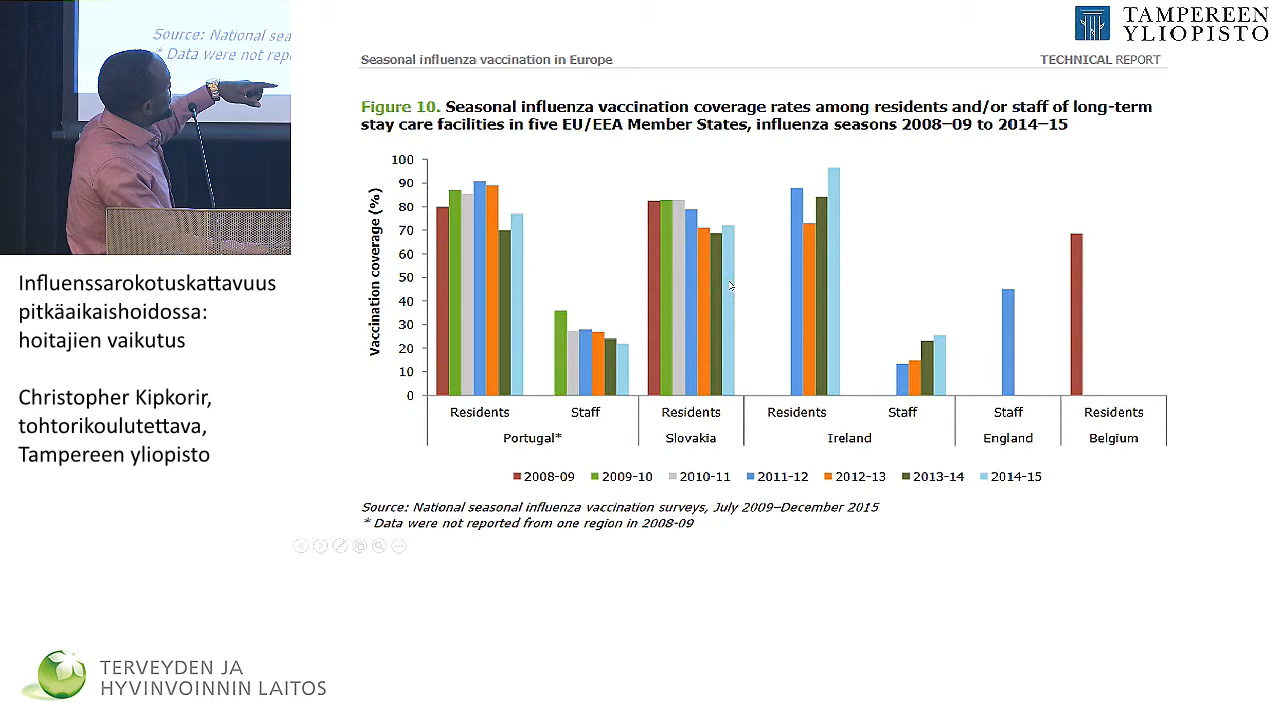 Source: National sea
* Data were not repo
TAMPEREEN
YLIOPISTO
Seasonal influenza vaccination in Europe
TECHNICAL REPORT
Figure 10. Seasonal influenza vaccination coverage rates among residents and/or staff of long-term
stay care facilities in five EU/EEA Member States, influenza seasons 2008–09 to 2014–15
Vaccination coverage (%)
100
90
80
70
60
50
40
30
20
10
0
Residents
Staff
Residents
Residents
Staff
Staff
Residents
Portugal*
Slovakia
Ireland
England
Belgium
2008-09
2009-10
2010-11
2011-12
2012-13
2013-14
2014-15
Source: National seasonal influenza vaccination surveys, July 2009–December 2015
* Data were not reported from one region in 2008-09
Influenssarokotuskattavuus
pitkäaikaishoidossa:
hoitajien vaikutus
Christopher Kipkorir,
tohtorikoulutettava,
Tampereen yliopisto
TERVEYDEN JA
HYVINVOINNIN LAITOS